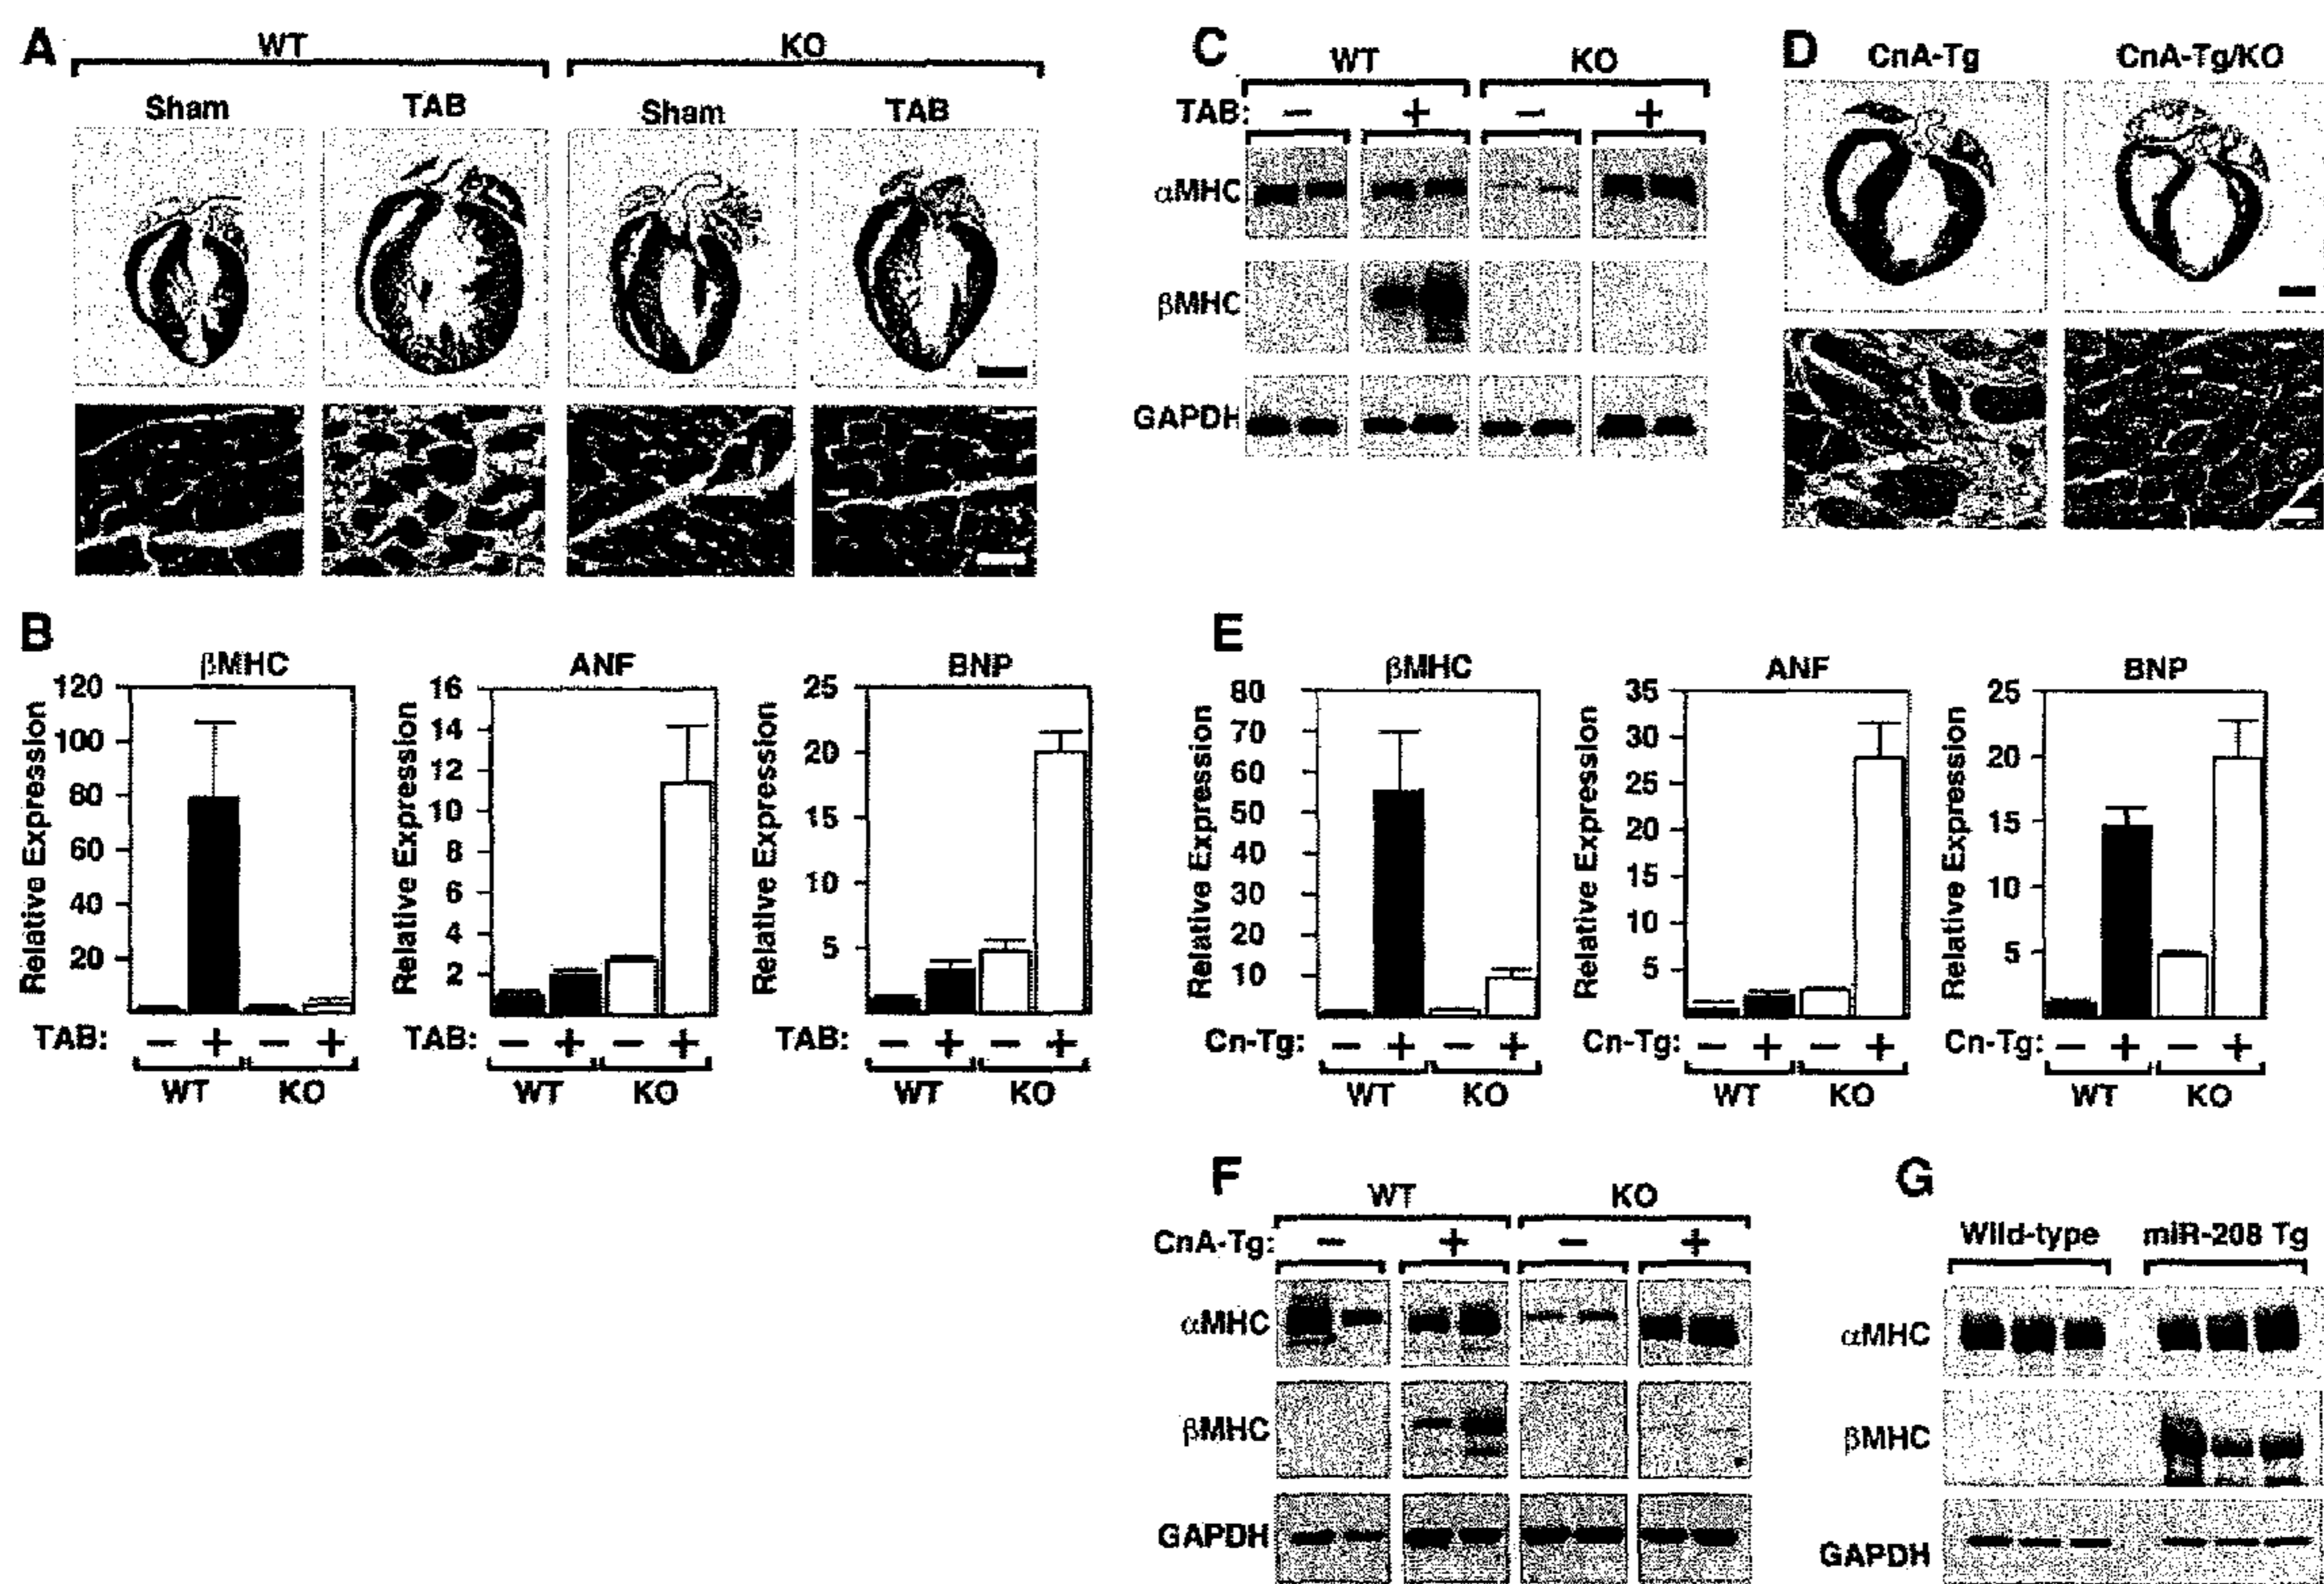 A
WT KO
Sham TAB Sham TAB
C
WT KO
TAB: − + − +
αMHC
βMHC
GAPDH
D
CnA-Tg CnA-Tg/KO
B
βMHC
Relative Expression
120
100
80
60
40
20
TAB: − + − +
WT KO
ANF
Relative Expression
16
14
12
10
8
6
4
2
TAB: − + − +
WT KO
BNP
Relative Expression
25
20
15
10
5
TAB: − + − +
WT KO
E
βMHC
Relative Expression
80
70
60
50
40
30
20
10
Cn-Tg: − + − +
WT KO
ANF
Relative Expression
35
30
25
20
15
10
5
Cn-Tg: − + − +
WT KO
BNP
Relative Expression
25
20
15
10
5
Cn-Tg: − + − +
WT KO
F
WT KO
CnA-Tg: − + − +
αMHC
βMHC
GAPDH
G
Wild-type miR-208 Tg
αMHC
βMHC
GAPDH